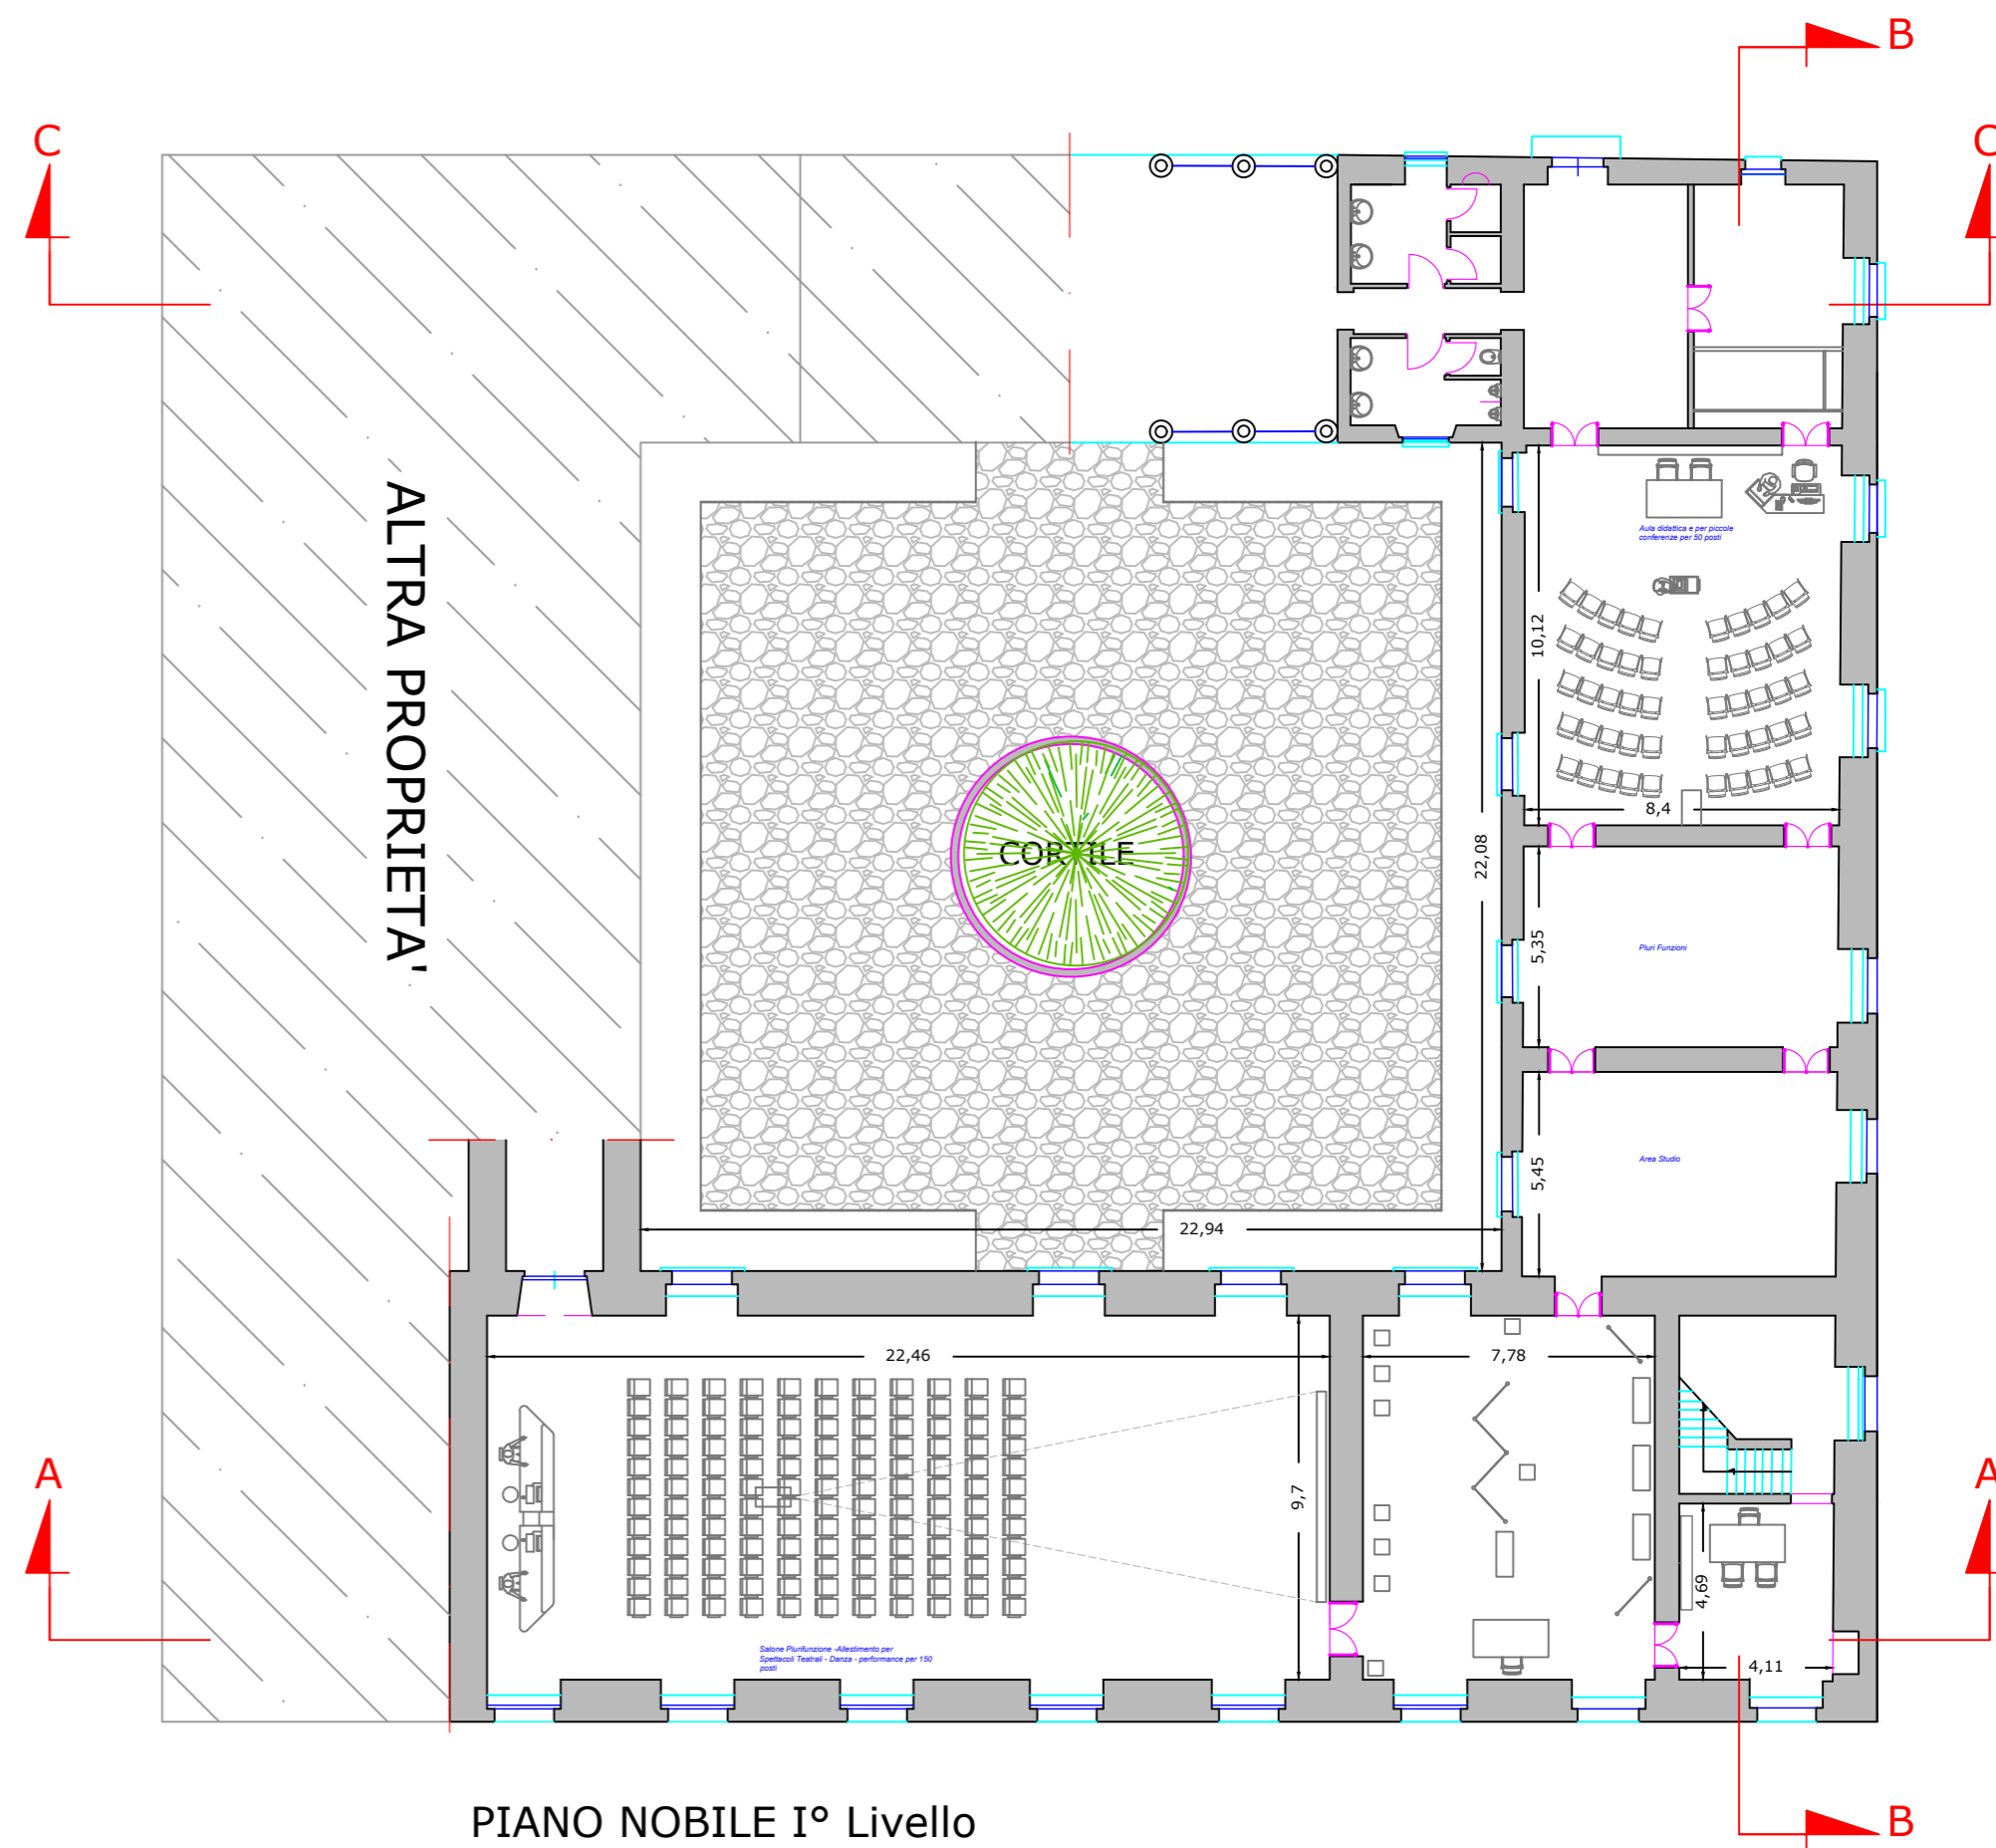 B
C
C
ALTRA PROPRIETA'
Aula didattica e per piccole
conferenze per 50 posti
10,12
8,4
CORTILE
22,08
5,35
Pluri Funzioni
5,45
Area Studio
22,94
22,46
7,78
A
A
9,7
4,69
4,11
Salone Plurifunzione -Allestimento per
Spettacoli Teatrali - Danza - performance per 150
posti
PIANO NOBILE I° Livello
B